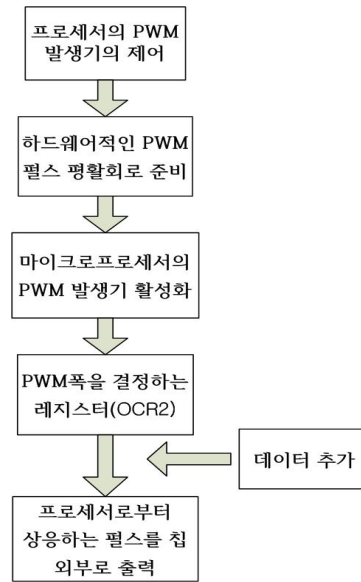 프로세서의 PWM
발생기의 제어
하드웨어적인 PWM
펄스 평활회로 준비
마이크로프로세서의
PWM 발생기 활성화
PWM폭을 결정하는
레지스터(OCR2)
데이터 추가
프로세서로부터
상응하는 펄스를 칩
외부로 출력